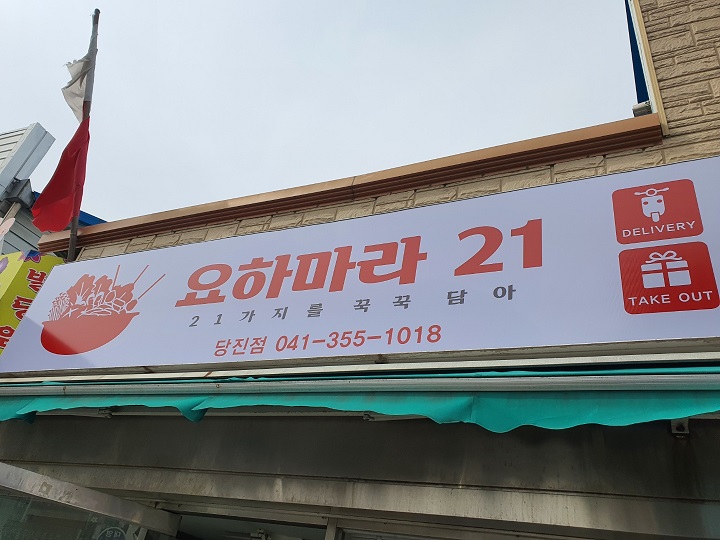 요하마라 21
21가지를 꾹꾹 담아
당진점 041-355-1018
DELIVERY
TAKE OUT